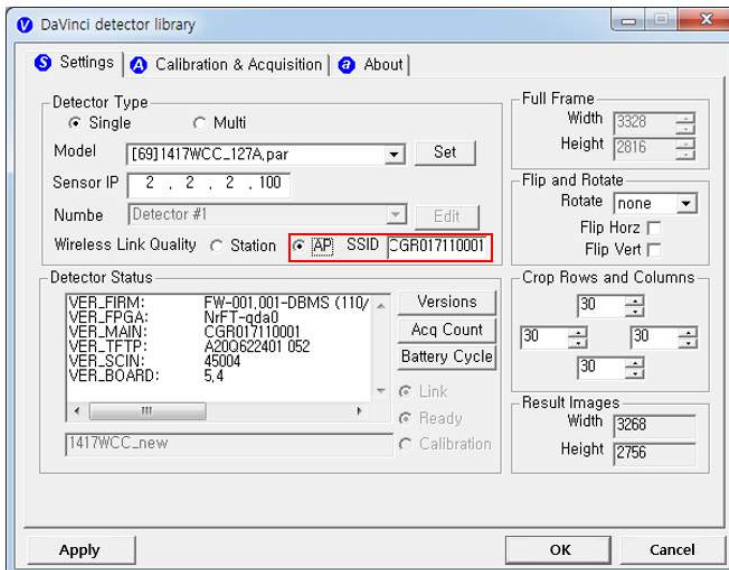 DaVinci detector library
Settings Calibration & Acquisition About
Detector Type
Single Multi
Model [69]1417WCC_127A.par Set
Sensor IP 2 . 2 . 2 . 100
Numbe Detector #1 Edit
Wireless Link Quality Station AP SSID CGR017110001
Detector Status
VER_FIRM: FW-001.001-DBMS (110/
VER_FPGA: NrFT-qda0
VER_MAIN: CGR017110001
VER_TFTP: A20Q622401 052
VER_SCIN: 45004
VER_BOARD: 5.4
Versions
Acq Count
Battery Cycle
Link
Ready
Calibration
1417WCC_new
Full Frame
Width 3328
Height 2816
Flip and Rotate
Rotate none
Flip Horz
Flip Vert
Crop Rows and Columns
30
30 30
30
Result Images
Width 3268
Height 2756
Apply OK Cancel